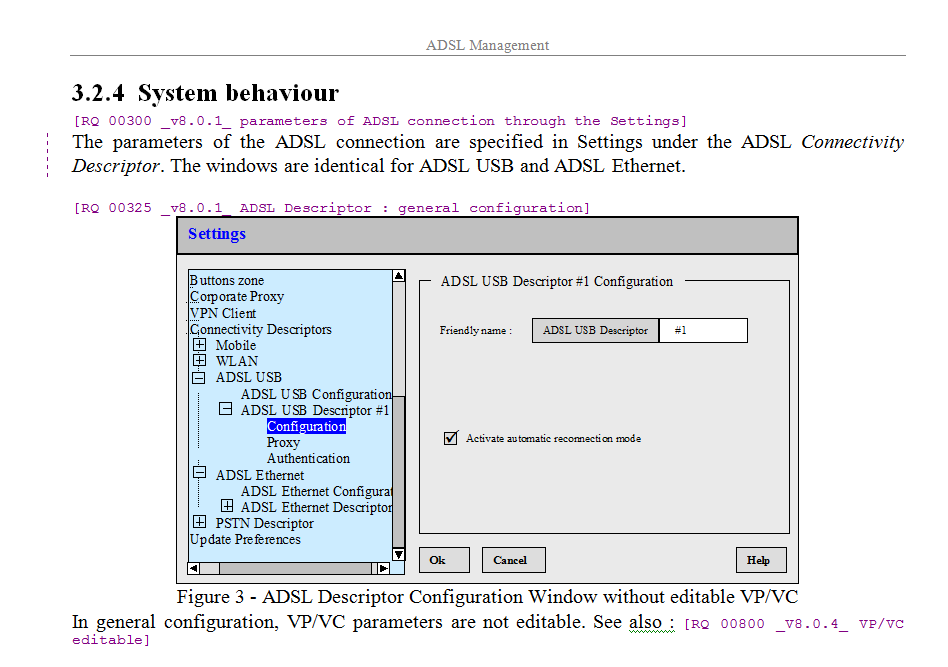 ADSL Management
3.2.4 System behaviour
[RQ 00300 _v8.0.1_ parameters of ADSL connection through the Settings]
The parameters of the ADSL connection are specified in Settings under the ADSL Connectivity
Descriptor. The windows are identical for ADSL USB and ADSL Ethernet.
[RQ 00325 _v8.0.1_ ADSL Descriptor : general configuration]
Settings
Buttons zone
Corporate Proxy
VPN Client
Connectivity Descriptors
Mobile
WLAN
ADSL USB
ADSL USB Configuration
ADSL USB Descriptor #1
Configuration
Proxy
Authentication
ADSL Ethernet
ADSL Ethernet Configurat
ADSL Ethernet Descriptor
PSTN Descriptor
Update Preferences
ADSL USB Descriptor #1 Configuration
Friendly name : ADSL USB Descriptor #1
Activate automatic reconnection mode
Ok Cancel Help
Figure 3 - ADSL Descriptor Configuration Window without editable VP/VC
In general configuration, VP/VC parameters are not editable. See also : [RQ 00800 _V8.0.4_ VP/VC
editable]